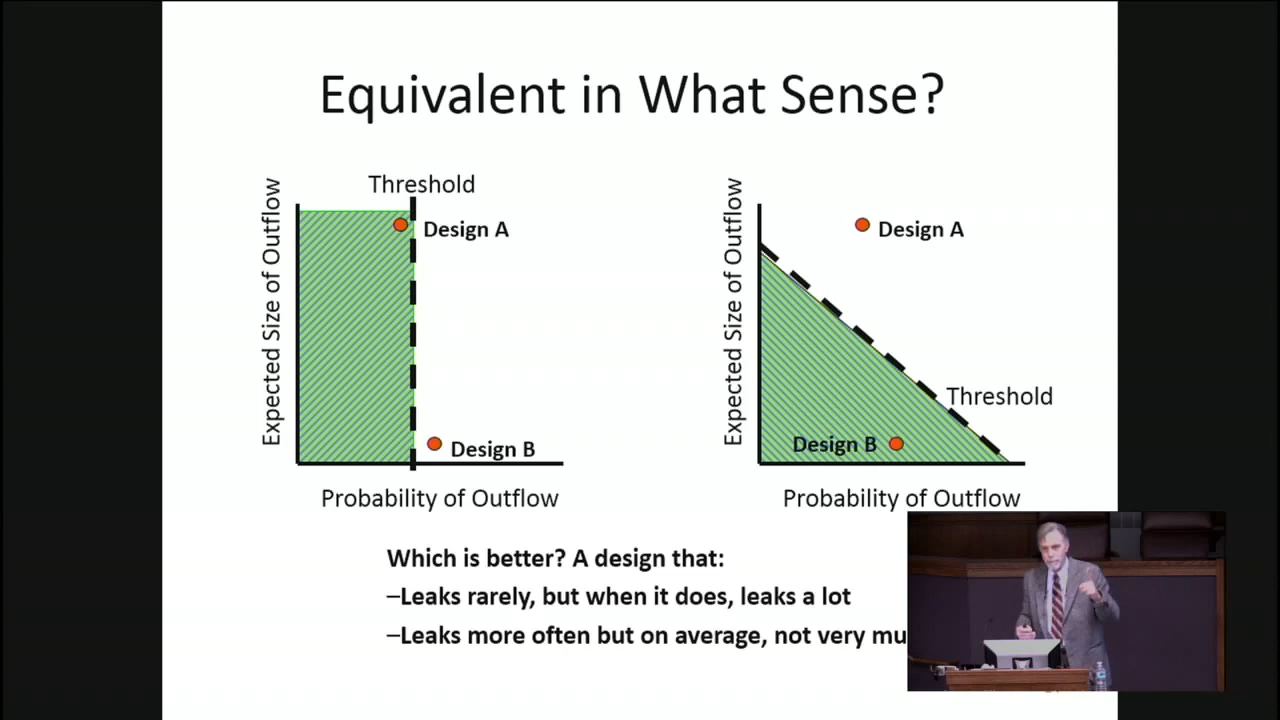 Equivalent in What Sense?
Threshold
Expected Size of Outflow
Design A
Design B
Probability of Outflow
Expected Size of Outflow
Design A
Threshold
Design B
Probability of Outflow
Which is better? A design that:
–Leaks rarely, but when it does, leaks a lot
–Leaks more often but on average, not very